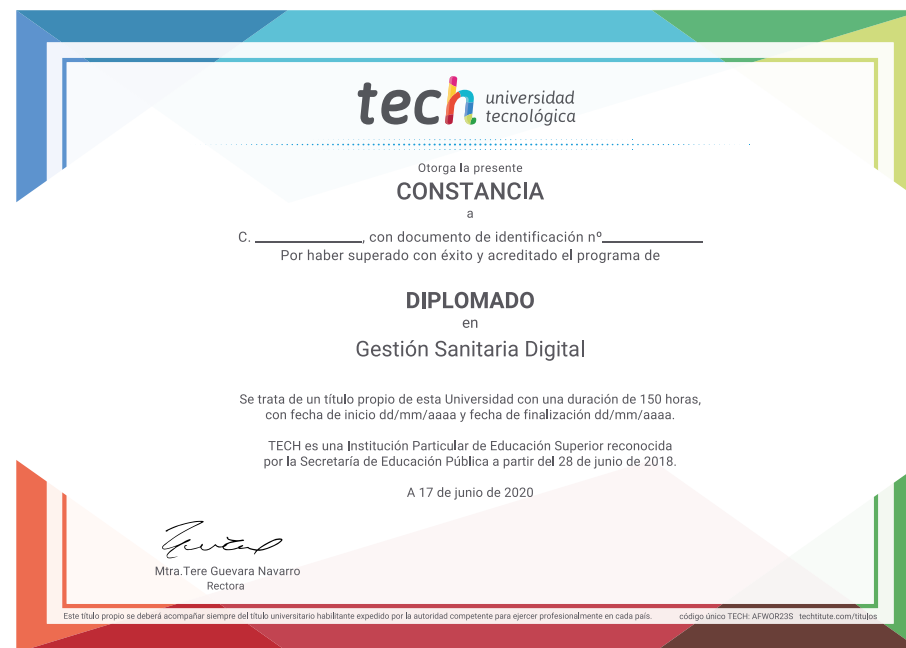 tech universidad
tecnológica
Otorga la presente
CONSTANCIA
a
C. ____________, con documento de identificación nº____________
Por haber superado con éxito y acreditado el programa de
DIPLOMADO
en
Gestión Sanitaria Digital
Se trata de un título propio de esta Universidad con una duración de 150 horas,
con fecha de inicio dd/mm/aaaa y fecha de finalización dd/mm/aaaa.
TECH es una Institución Particular de Educación Superior reconocida
por la Secretaría de Educación Pública a partir del 28 de junio de 2018.
A 17 de junio de 2020
Mtra.Tere Guevara Navarro
Rectora
Este título propio se deberá acompañar siempre del título universitario habilitante expedido por la autoridad competente para ejercer profesionalmente en cada país. código único TECH: AFWOR23S techtitute.com/titulos